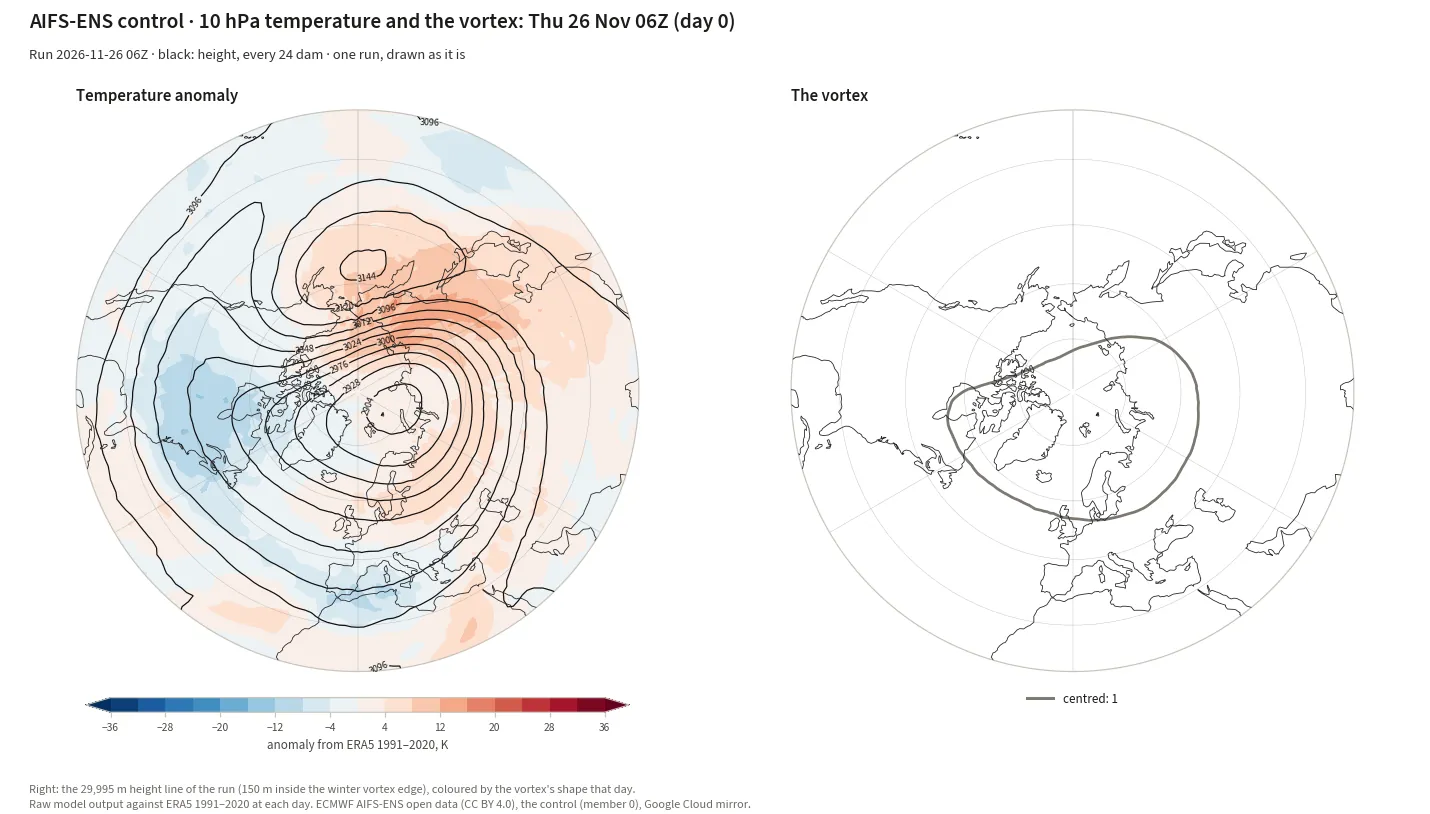 AIFS-ENS control · 10 hPa temperature and the vortex: Thu 26 Nov 06Z (day 0)
Run 2026-11-26 06Z · black: height, every 24 dam · one run, drawn as it is
Temperature anomaly
The vortex
3096
3096
3144
3120
3096
3072
3048
3024
3000
2976
2928
3096
−36
−28
−20
−12
−4
4
12
20
28
36
anomaly from ERA5 1991–2020, K
centred: 1
Right: the 29,995 m height line of the run (150 m inside the winter vortex edge), coloured by the vortex's shape that day.
Raw model output against ERA5 1991–2020 at each day. ECMWF AIFS-ENS open data (CC BY 4.0), the control (member 0), Google Cloud mirror.